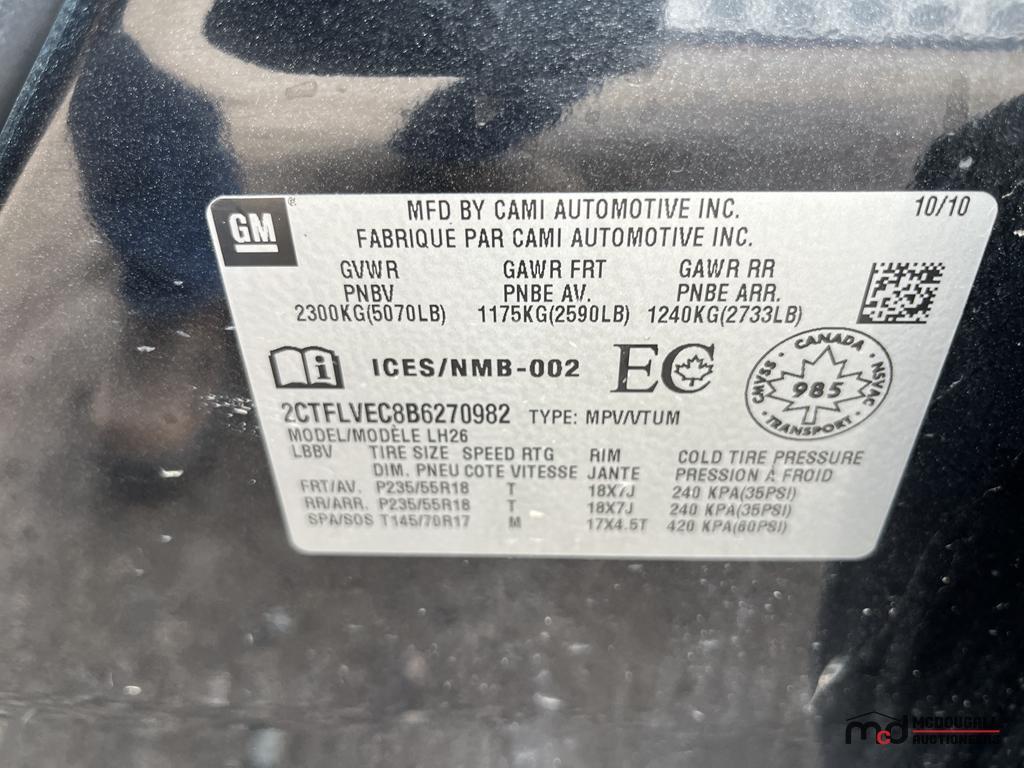 GM
MFD BY CAMI AUTOMOTIVE INC. 10/10
FABRIQUÉ PAR CAMI AUTOMOTIVE INC.
GVWR GAWR FRT GAWR RR
PNBV PNBE AV. PNBE ARR.
2300KG(5070LB) 1175KG(2590LB) 1240KG(2733LB)
i ICES/NMB-002 EC
CANADA
CMVSS 985 NSVAC
TRANSPORT
2CTFLVEC8B6270982 TYPE: MPV/VTUM
MODEL/MODÈLE LH26
LBBV TIRE SIZE SPEED RTG RIM COLD TIRE PRESSURE
DIM. PNEU COTE VITESSE JANTE PRESSION À FROID
FRT/AV. P235/55R18 T 18X7J 240 KPA(35PSI)
RR/ARR. P235/55R18 T 18X7J 240 KPA(35PSI)
SPA/SOS T145/70R17 M 17X4.5T 420 KPA(60PSI)
mcd MCDOUGALL
AUCTIONEERS